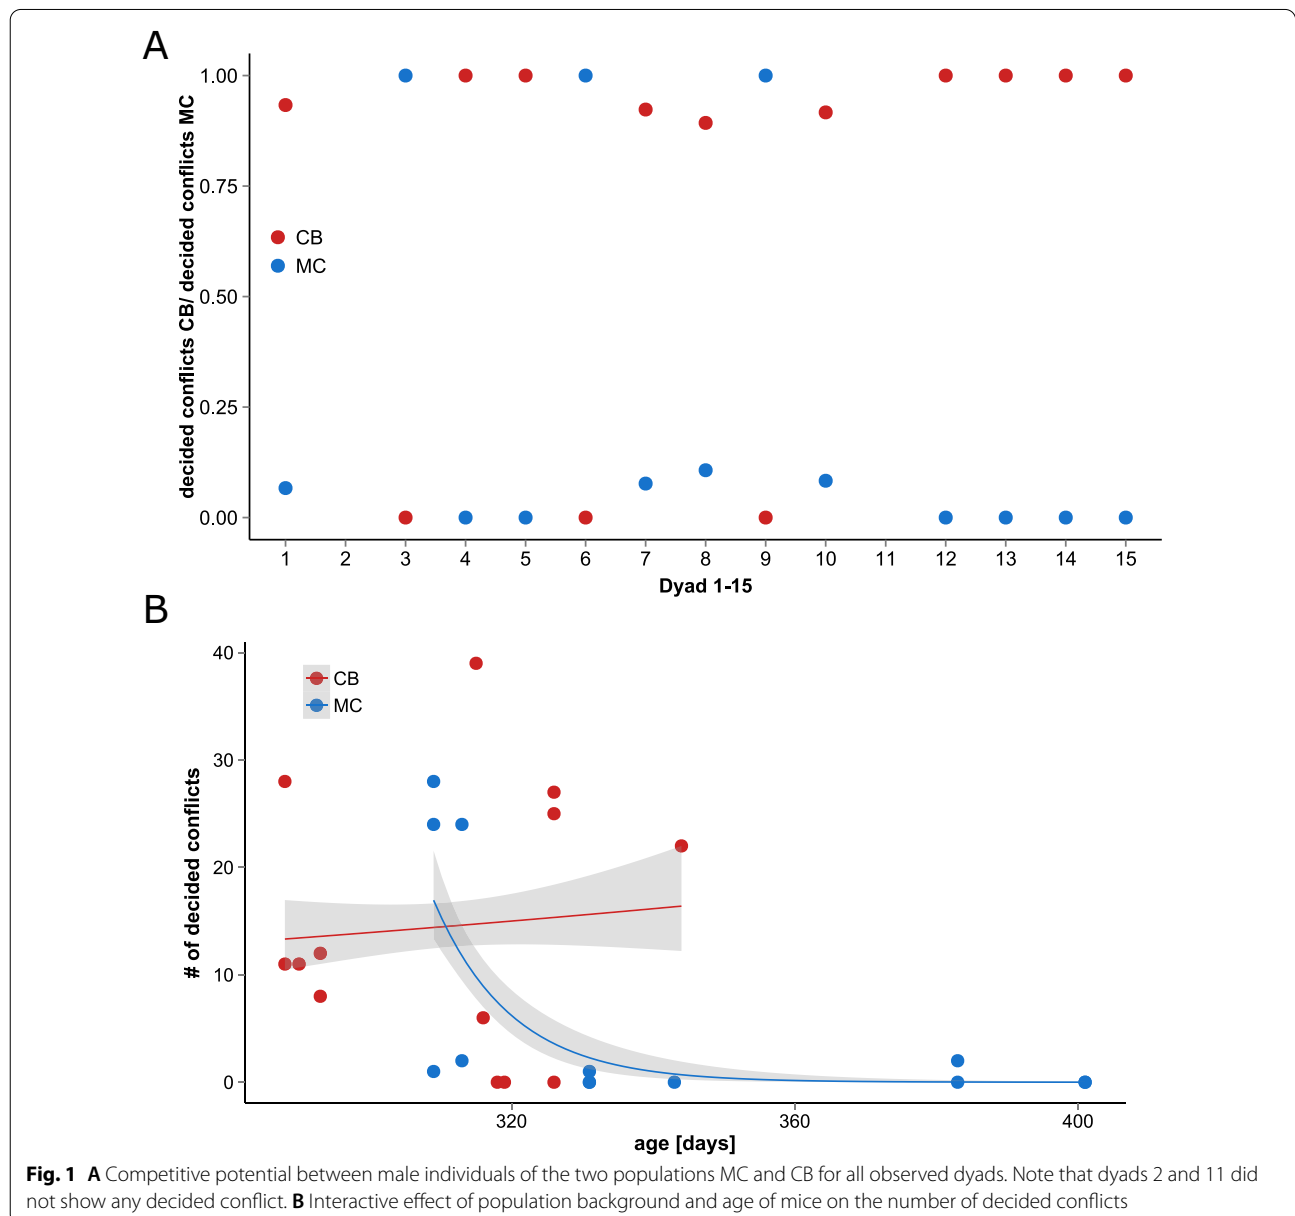 A
decided conflicts CB/ decided conflicts MC
1.00
0.75
0.50
0.25
0.00
CB
MC
1 2 3 4 5 6 7 8 9 10 11 12 13 14 15
Dyad 1-15
B
# of decided conflicts
40
30
20
10
0
CB
MC
320 360 400
age [days]
Fig. 1 A Competitive potential between male individuals of the two populations MC and CB for all observed dyads. Note that dyads 2 and 11 did
not show any decided conflict. B Interactive effect of population background and age of mice on the number of decided conflicts